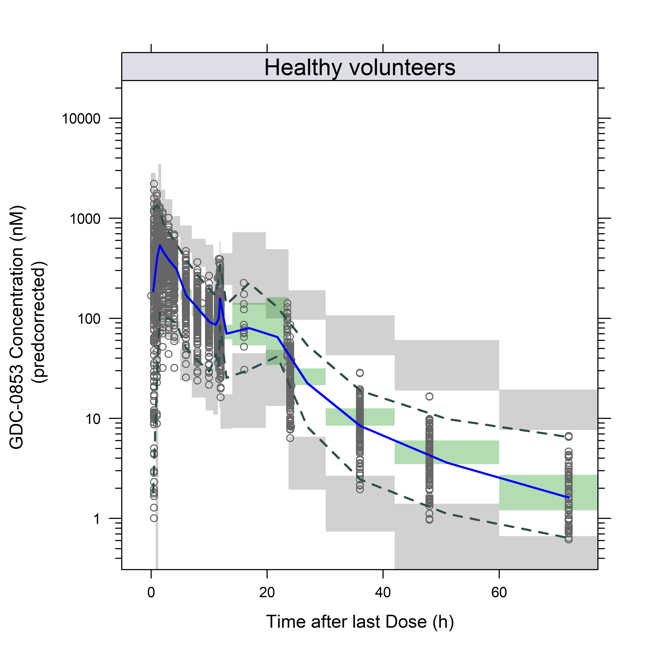 Healthy volunteers
10000
1000
100
10
1
GDC-0853 Concentration (nM)
(predcorrected)
0 20 40 60
Time after last Dose (h)